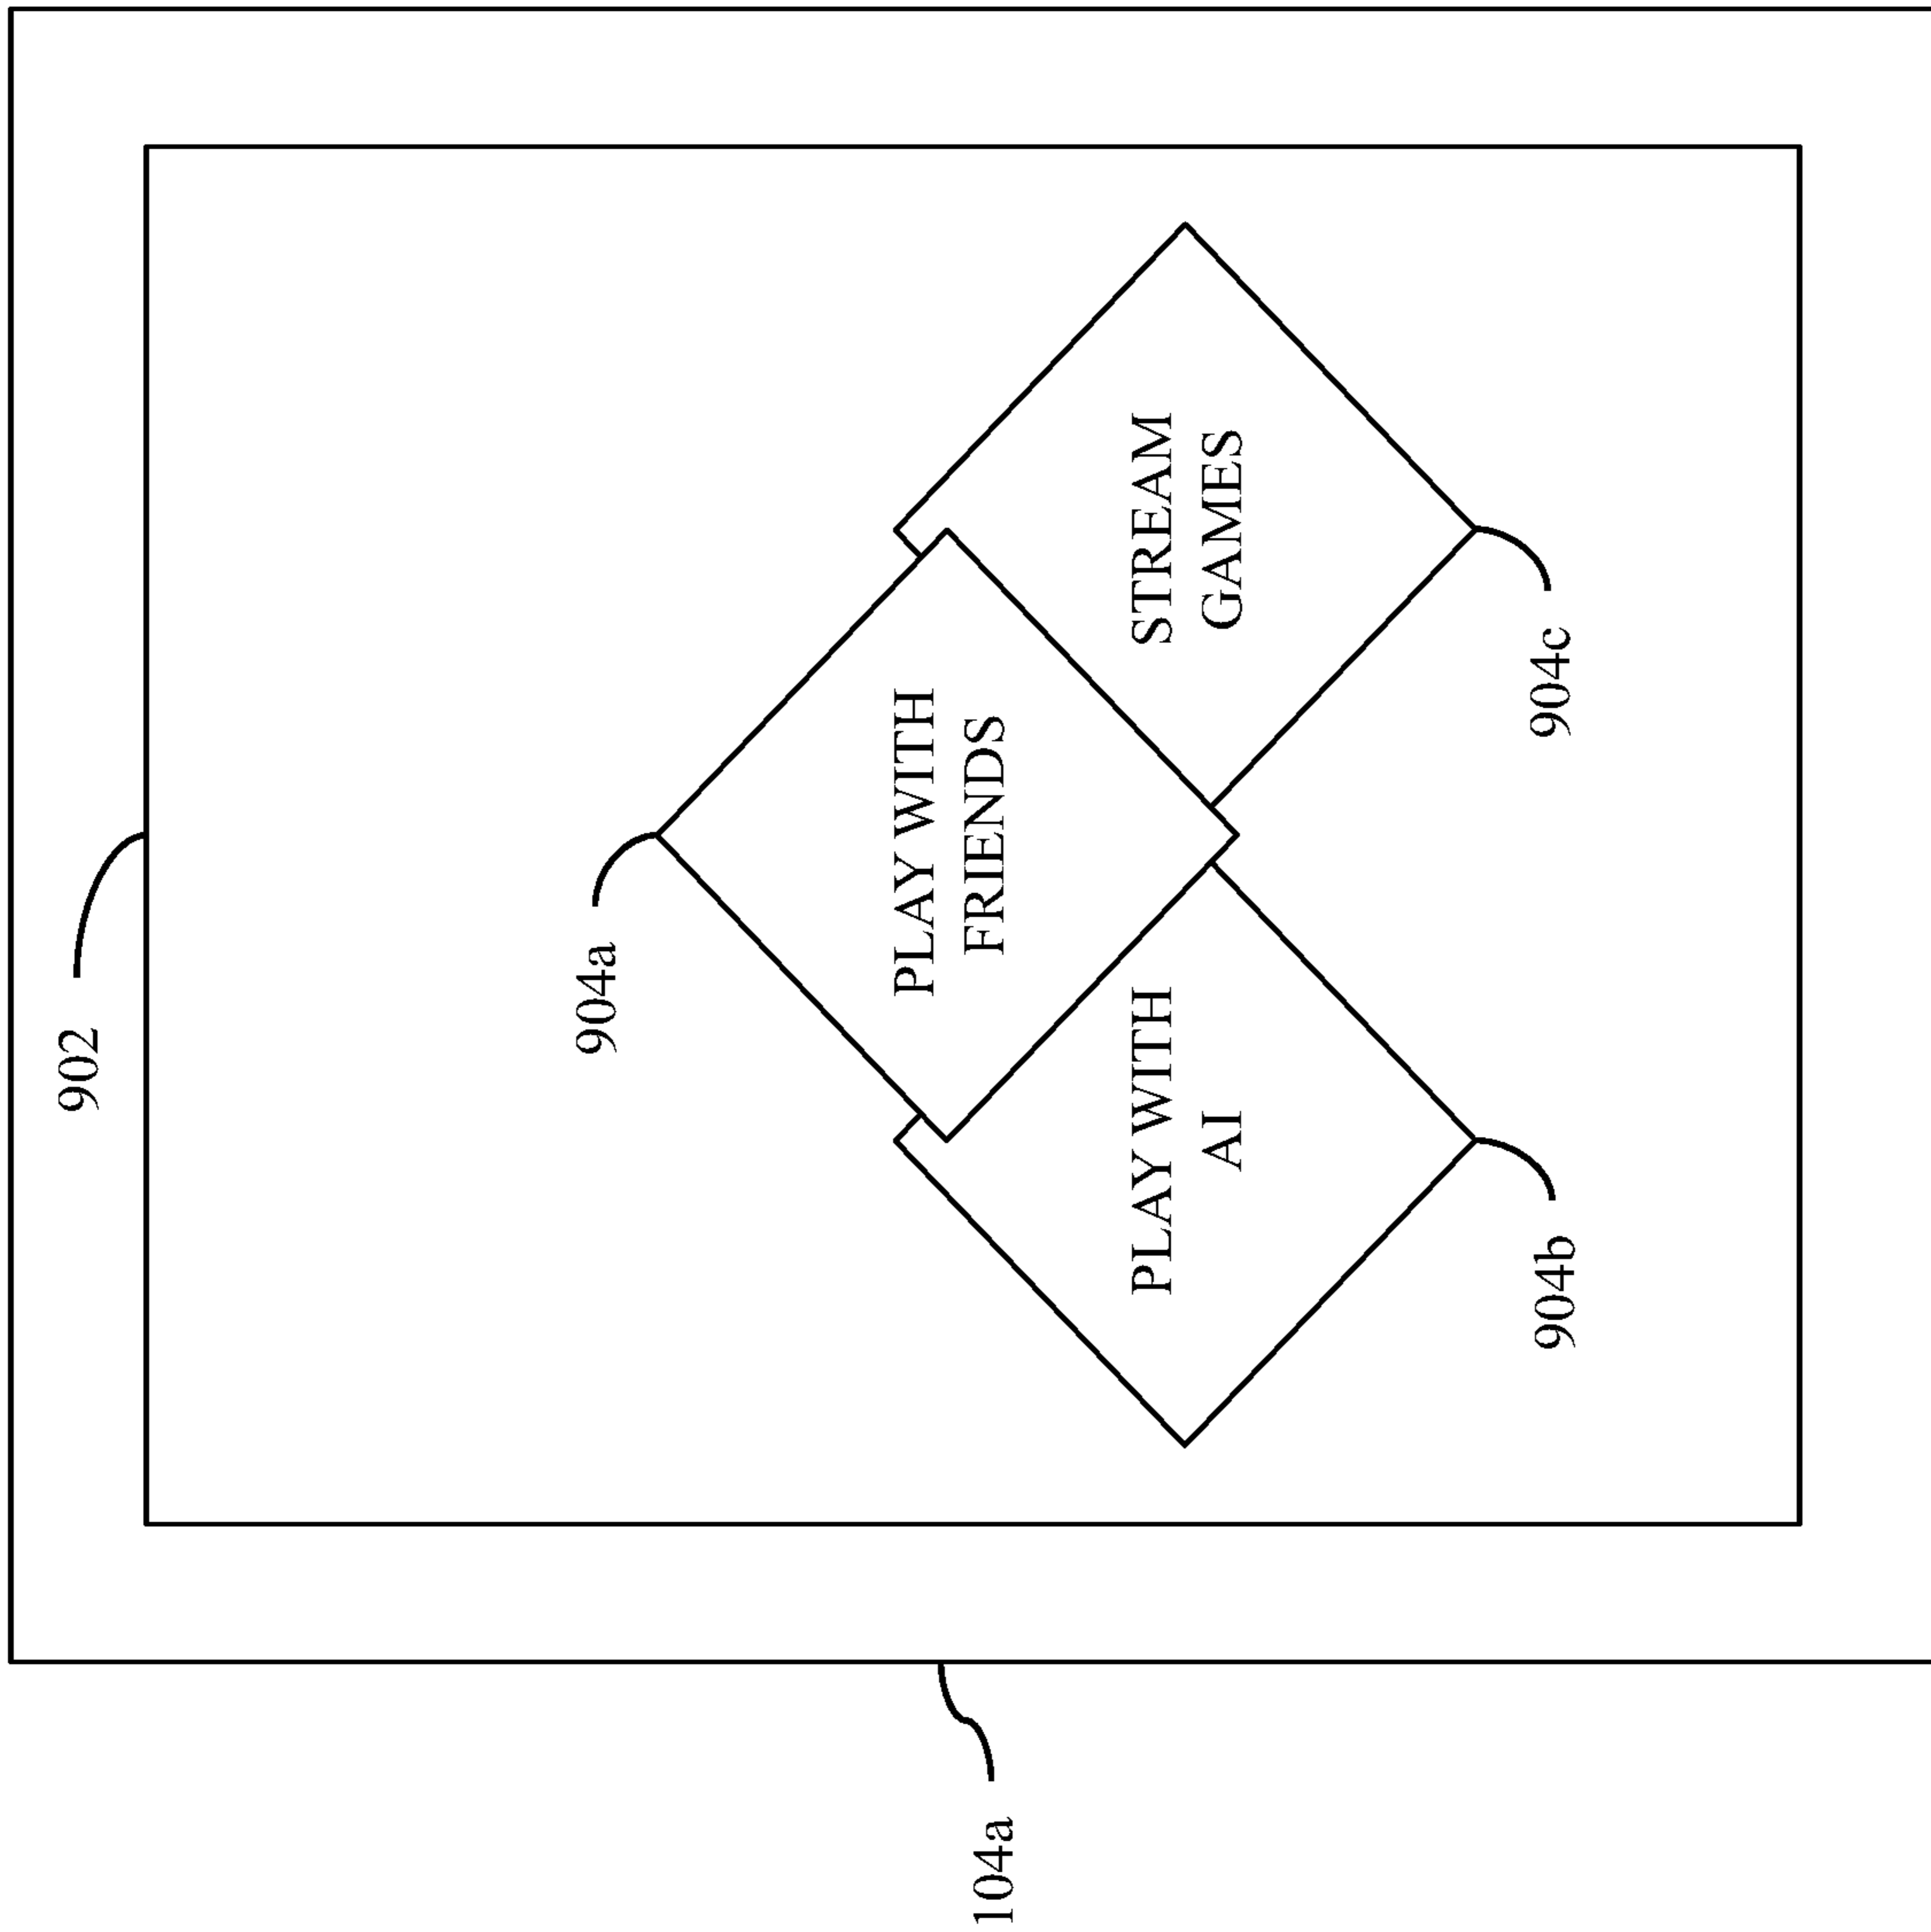 902
904a
PLAY WITH
FRIENDS
PLAY WITH
AI
STREAM
GAMES
904b
904c
104a